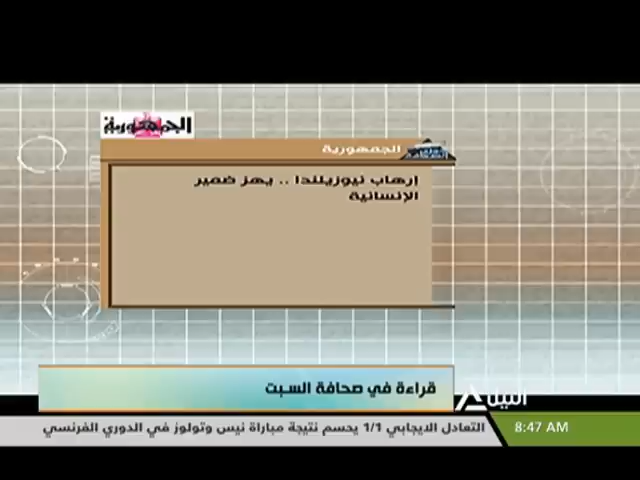 الجمهورية
الجمهورية
إرهاب نيوزيلندا .. يهز ضمير
الإنسانية
قراءة في صحافة السبت
النيل
التعادل الايجابي 1/1 يحسم نتيجة مباراة نيس وتولوز في الدوري الفرنسي
8:47 AM